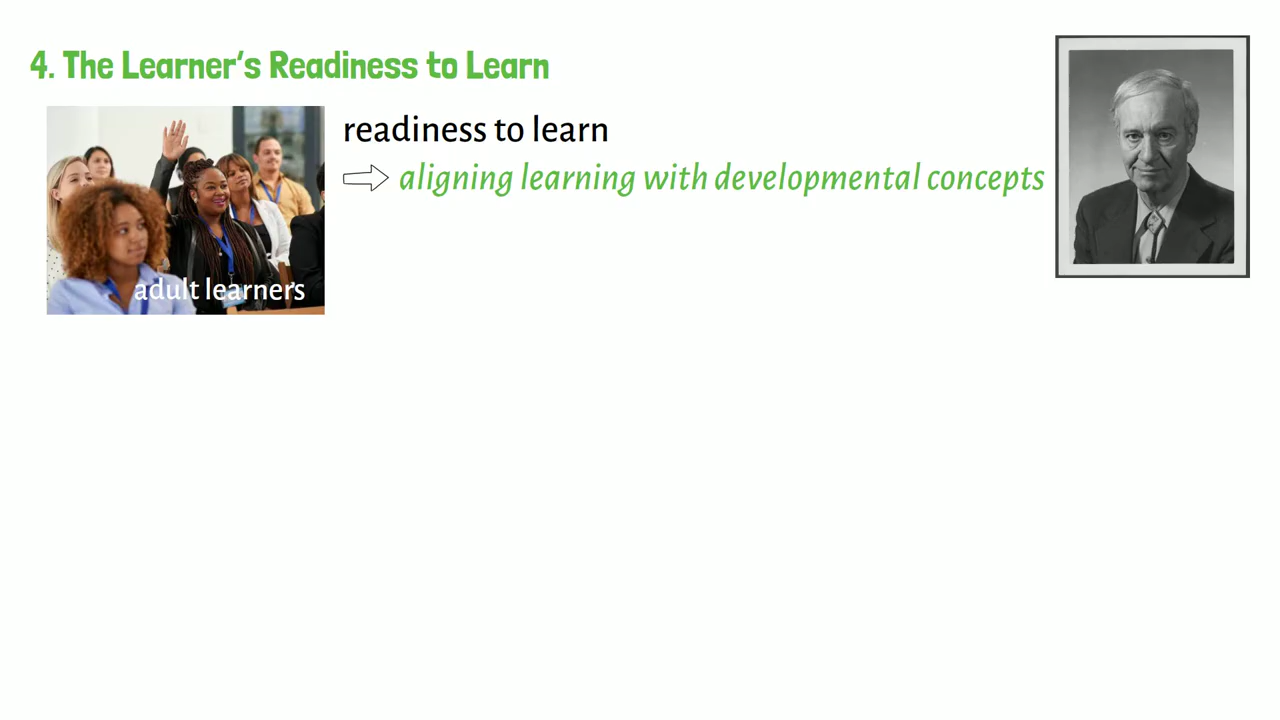 4. The Learner's Readiness to Learn
readiness to learn
aligning learning with developmental concepts
adult learners